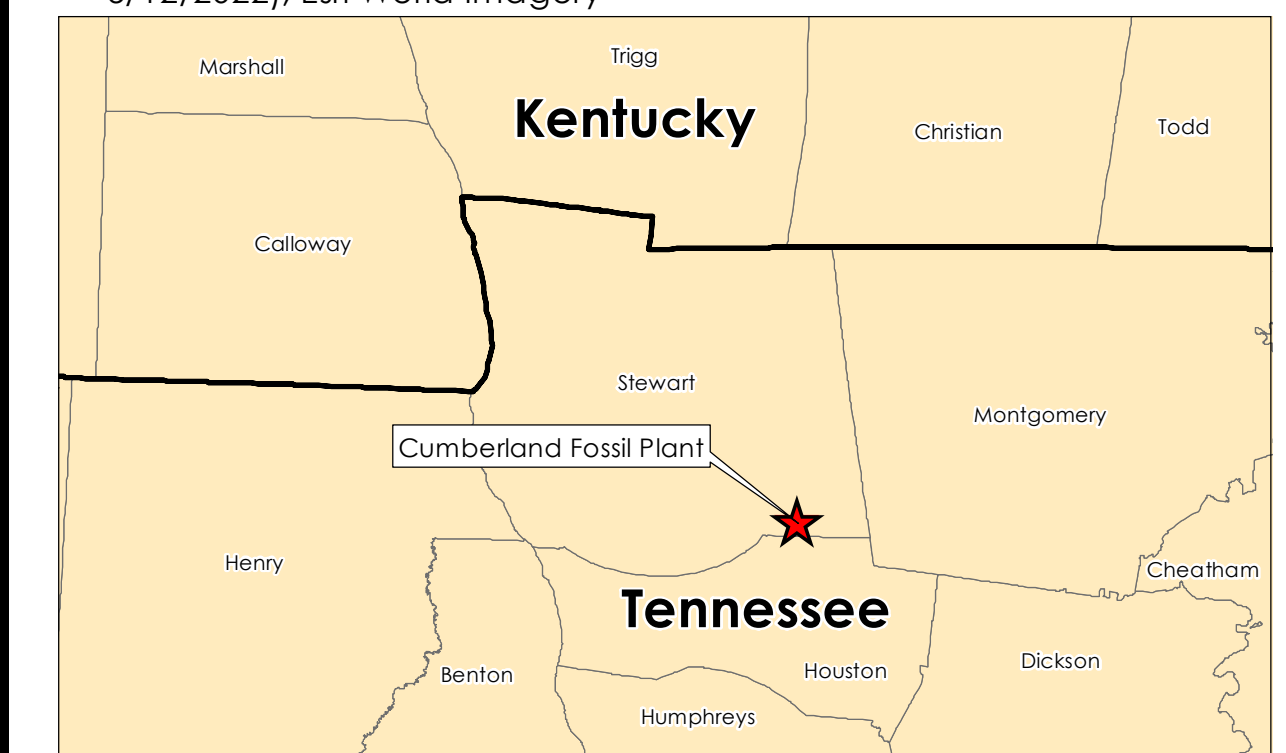 Marshall
Trigg
Kentucky
Christian
Todd
Calloway
Stewart
Montgomery
Cumberland Fossil Plant
Henry
Cheatham
Tennessee
Benton
Houston
Dickson
Humphreys